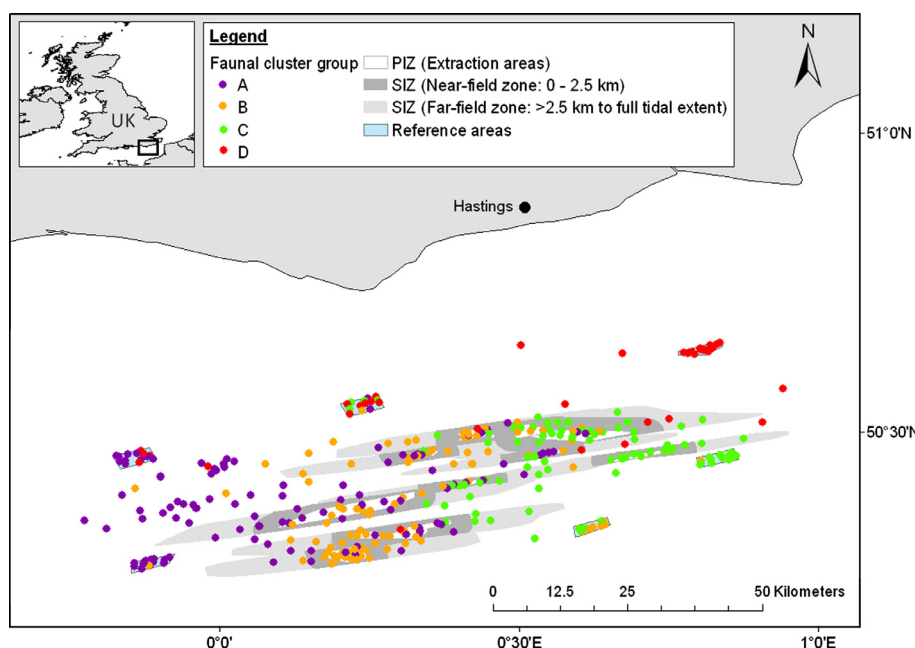 UK
Legend
Faunal cluster group
A
B
C
D
PIZ (Extraction areas)
SIZ (Near-field zone: 0 - 2.5 km)
SIZ (Far-field zone: >2.5 km to full tidal extent)
Reference areas
N
51°0'N
Hastings
50°30'N
0 12.5 25 50 Kilometers
0°0' 0°30'E 1°0'E